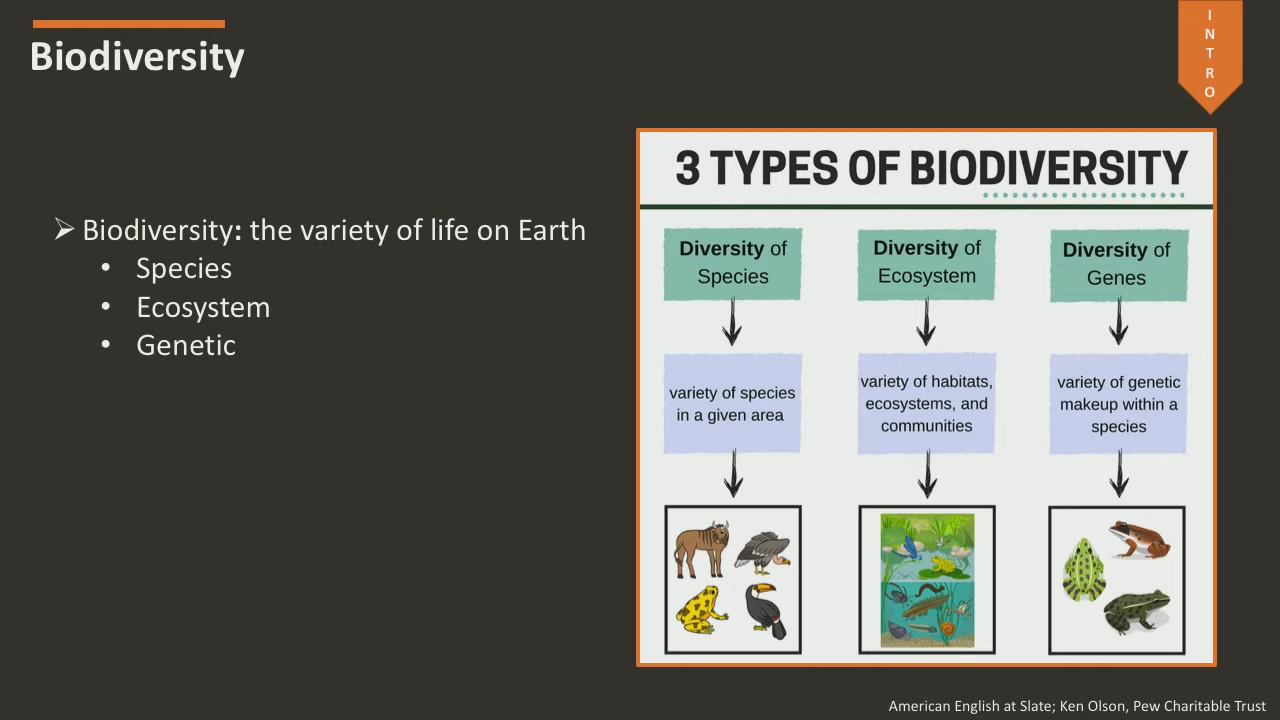 Biodiversity
I
N
T
R
O
➢ Biodiversity: the variety of life on Earth
• Species
• Ecosystem
• Genetic
3 TYPES OF BIODIVERSITY
Diversity of
Species
variety of species
in a given area
Diversity of
Ecosystem
variety of habitats,
ecosystems, and
communities
Diversity of
Genes
variety of genetic
makeup within a
species
American English at Slate; Ken Olson, Pew Charitable Trust